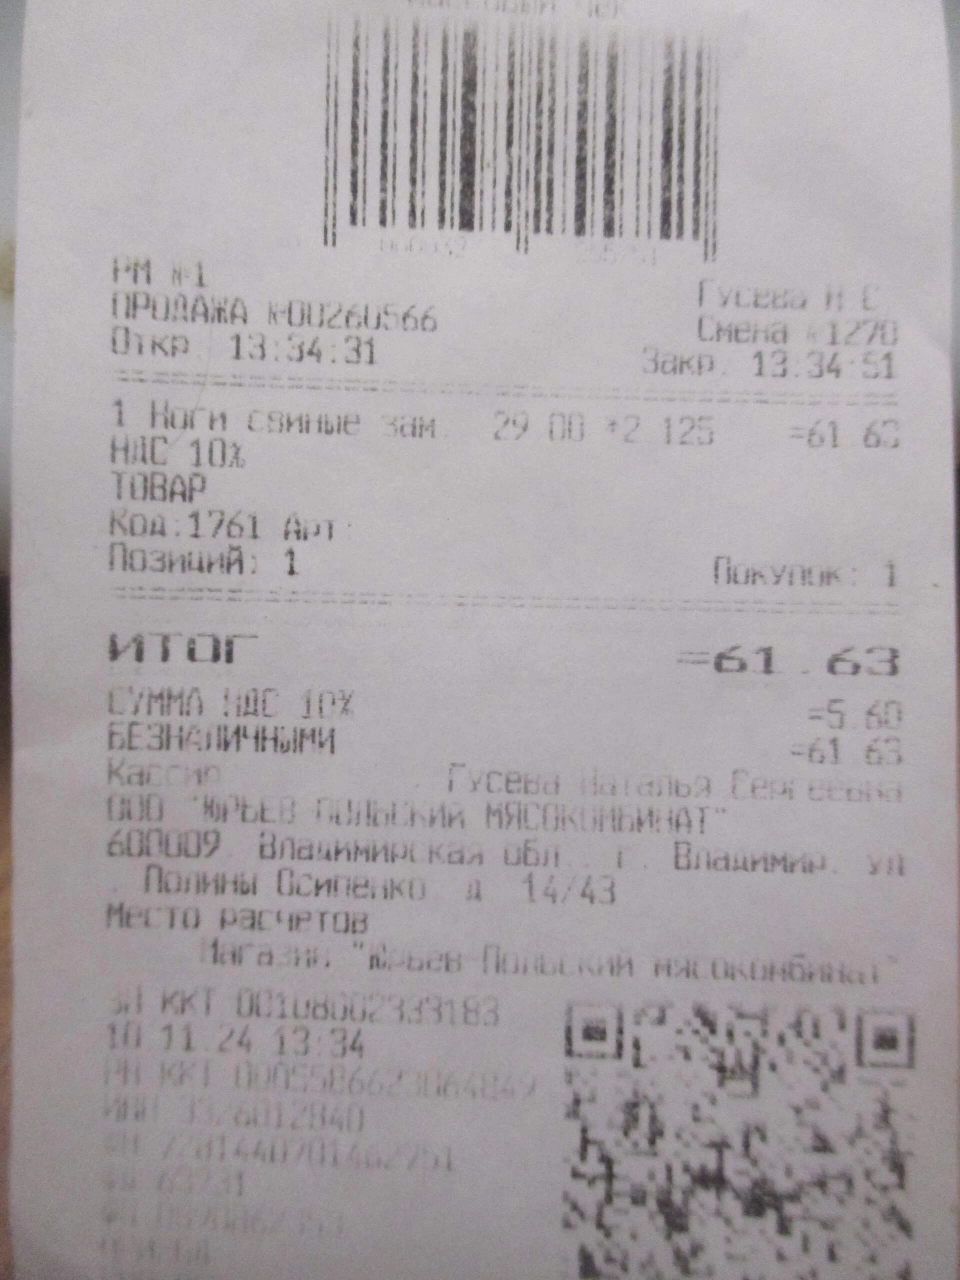 КАССОВЫЙ ЧЕК
РМ №1 Гусева Н С
ПРОДАЖА №00260566 Смена №1270
Откр. 13:34:31 Закр. 13:34:51
1 Ноги свиные зам. 29.00 *2.125 =61.63
НДС 10%
ТОВАР
Код:1761 Арт:
Позиций: 1 Покупок: 1
ИТОГ =61.63
СУММА НДС 10% =5.60
БЕЗНАЛИЧНЫМИ =61.63
Кассир Гусева Наталья Сергеевна
ООО "ЮРЬЕВ-ПОЛЬСКИЙ МЯСОКОМБИНАТ"
600009, Владимирская обл., г. Владимир, ул
. Полины Осипенко, д. 14/43
Место расчетов
Магазин "Юрьев-Польский мясокомбинат"
ЗН ККТ 00108002333183
10.11.24 13:34
РН ККТ
ИНН